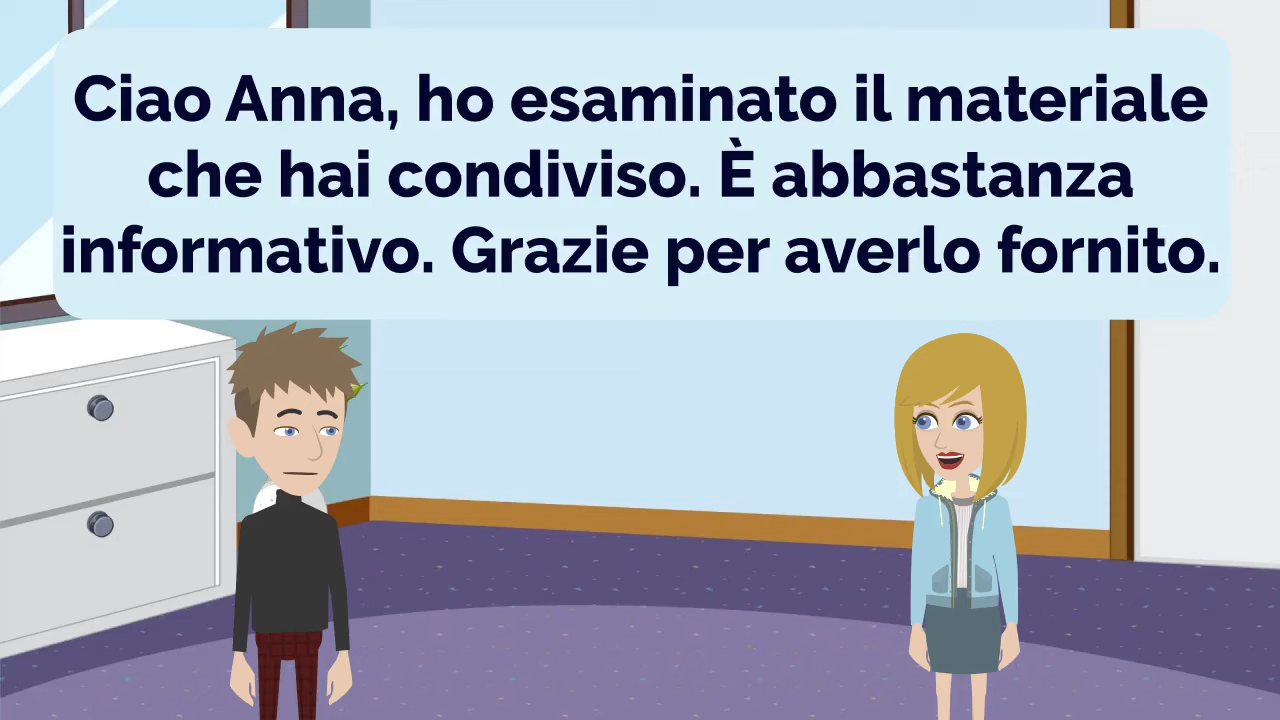 Ciao Anna, ho esaminato il materiale
che hai condiviso. È abbastanza
informativo. Grazie per averlo fornito.